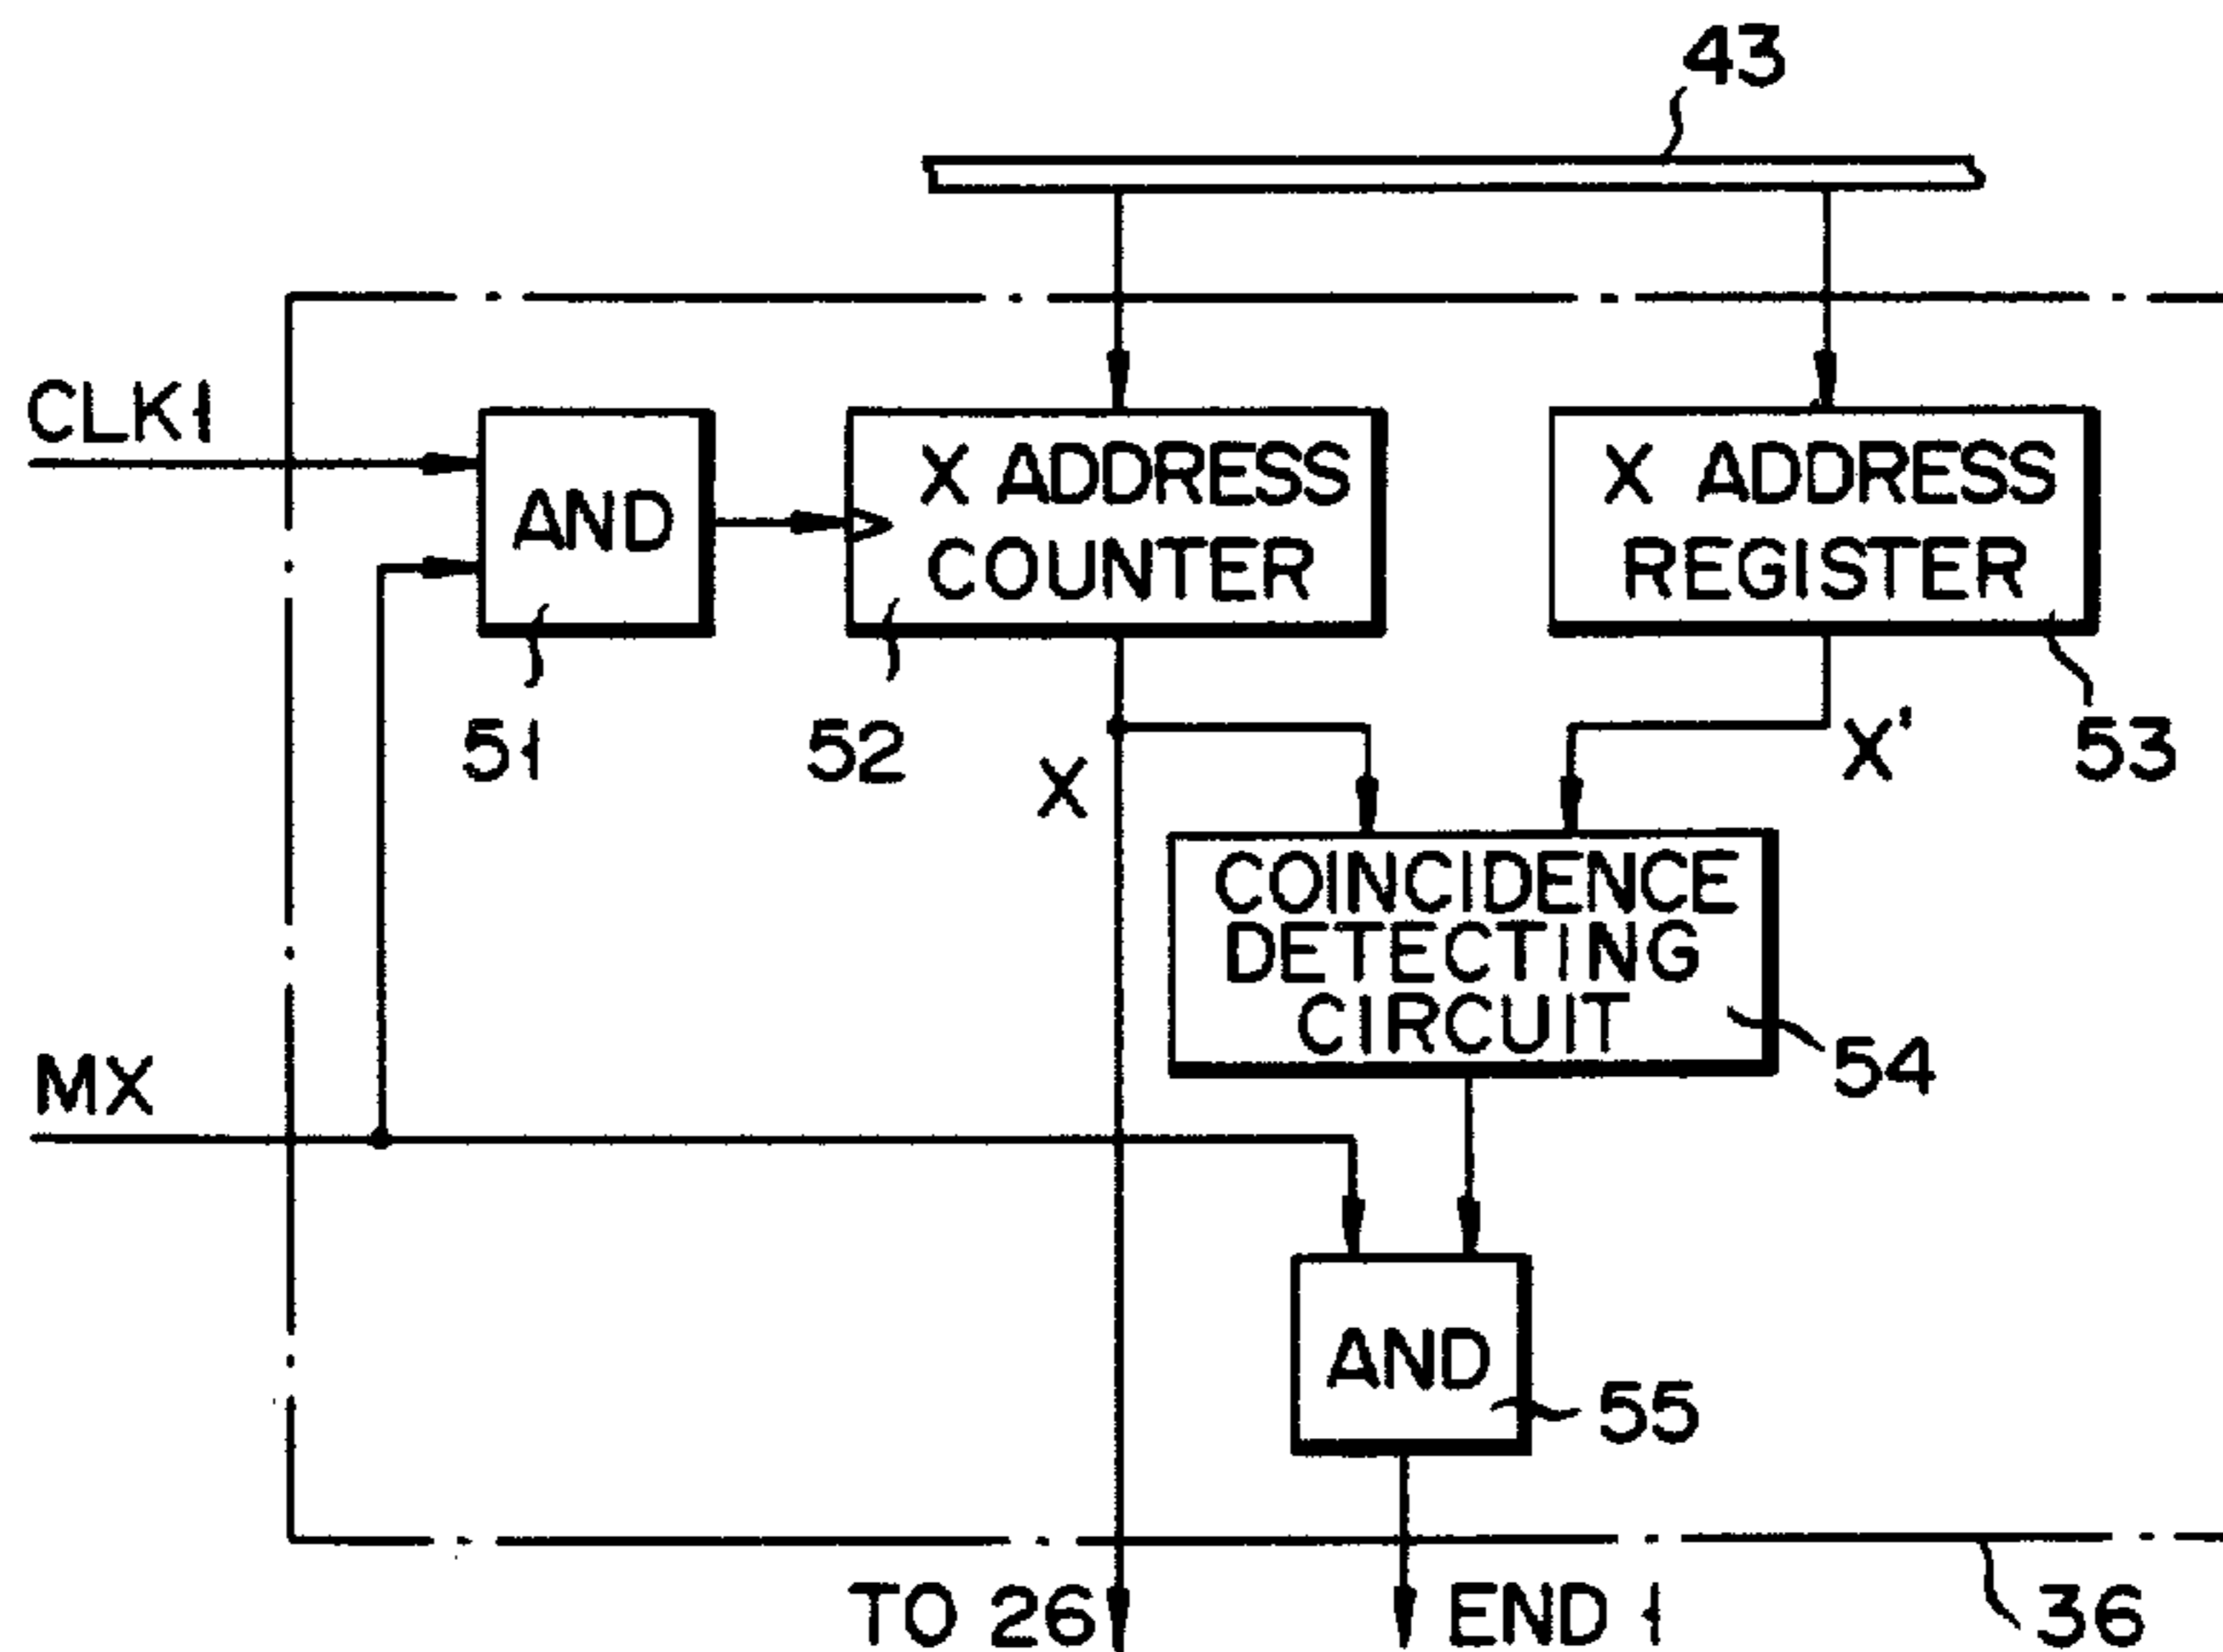 43
CLK1
AND
X ADDRESS
COUNTER
X ADDRESS
REGISTER
51
52
X
X'
53
COINCIDENCE
DETECTING
CIRCUIT
54
MX
AND
55
TO 26
END 1
36